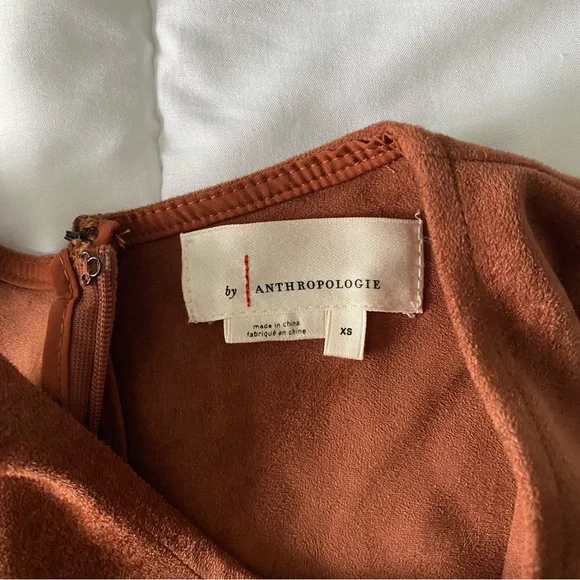 by ANTHROPOLOGIE
made in china
fabriqué en chine
XS